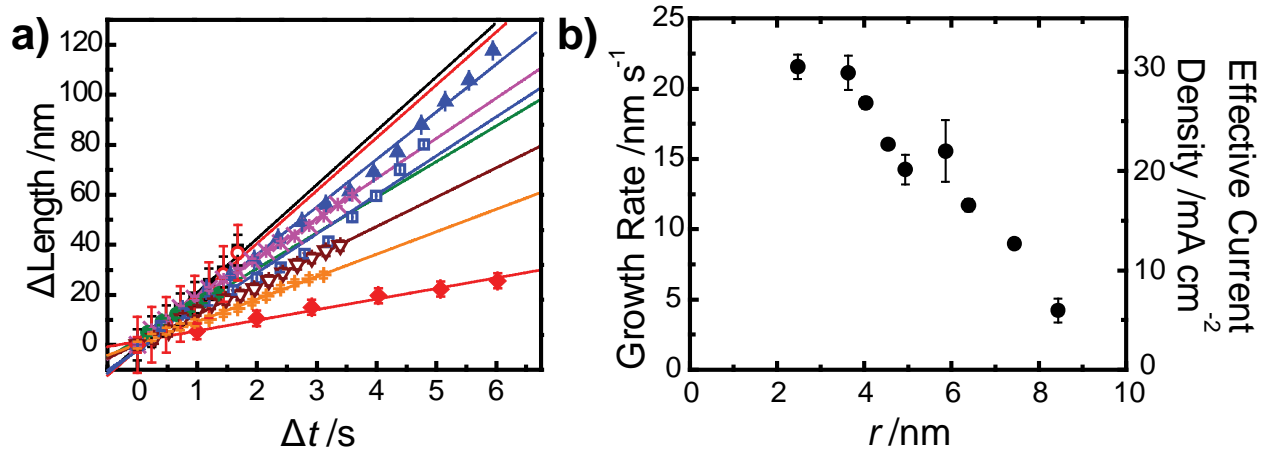 a)
ΔLength /nm
120
100
80
60
40
20
0
0 1 2 3 4 5 6
Δt /s
b)
Growth Rate /nm s⁻¹
25
20
15
10
5
0
0 2 4 6 8 10
r /nm
30
20
10
0
Effective Currrent
Density /mA cm⁻²